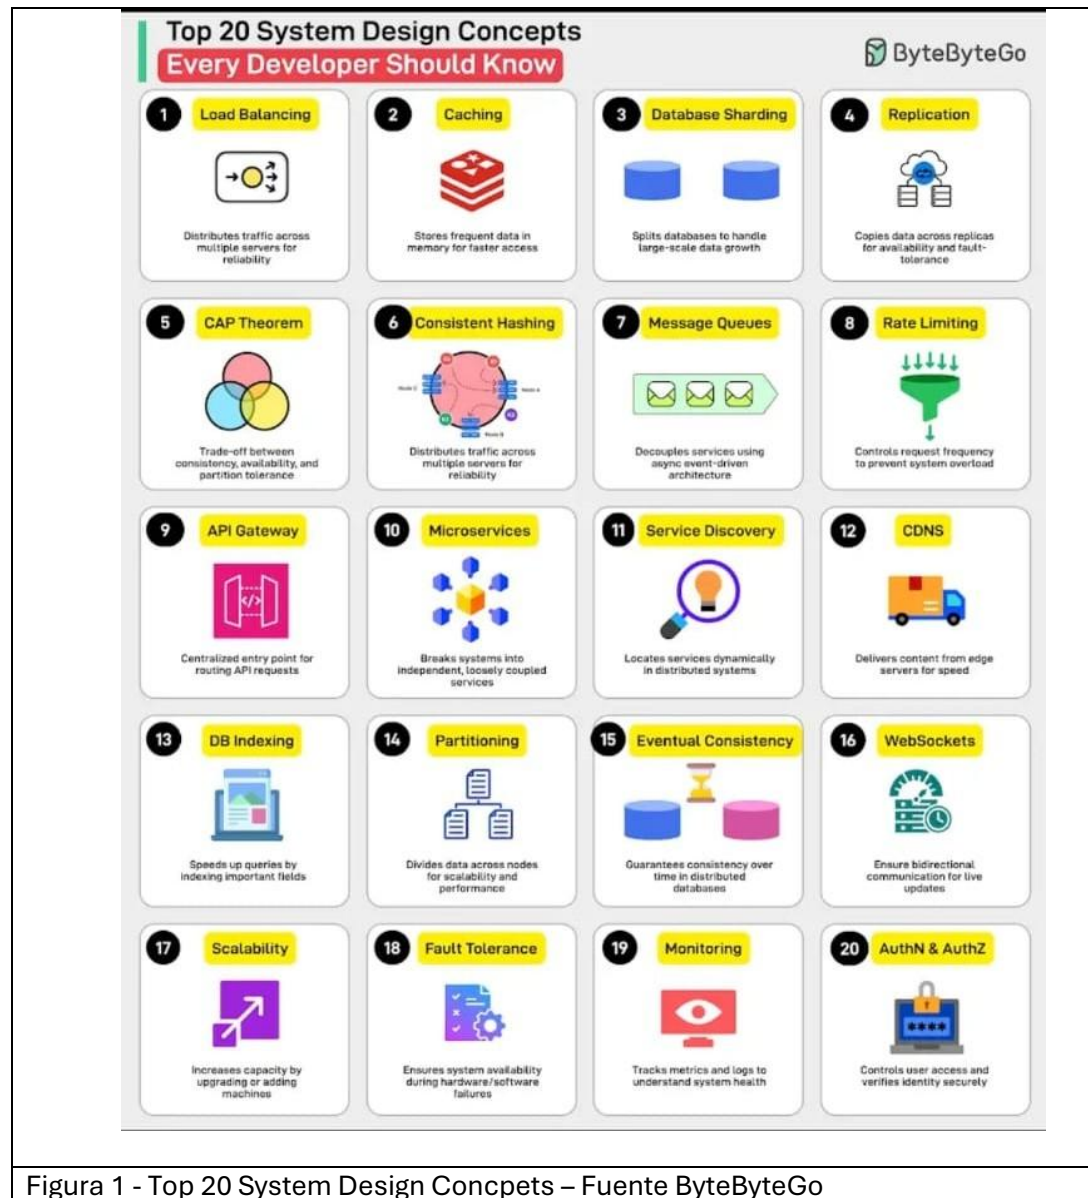 Top 20 System Design Concepts
Every Developer Should Know
ByteByteGo
1 Load Balancing
Distributes traffic across
multiple servers for
reliability
2 Caching
Stores frequent data in
memory for faster access
3 Database Sharding
Splits databases to handle
large-scale data growth
4 Replication
Copies data across replicas
for availability and fault-
tolerance
5 CAP Theorem
Trade-off between
consistency, availability, and
partition tolerance
6 Consistent Hashing
Node C
Node A
Node B
Distributes traffic across
multiple servers for
reliability
7 Message Queues
Decouples services using
async event-driven
architecture
8 Rate Limiting
Controls request frequency
to prevent system overload
9 API Gateway
</>
Centralized entry point for
routing API requests
10 Microservices
Breaks systems into
independent, loosely coupled
services
11 Service Discovery
Locates services dynamically
in distributed systems
12 CDNS
Delivers content from edge
servers for speed
13 DB Indexing
Speeds up queries by
indexing important fields
14 Partitioning
Divides data across nodes
for scalability and
performance
15 Eventual Consistency
Guarantees consistency over
time in distributed
databases
16 WebSockets
Ensure bidirectional
communication for live
updates
17 Scalability
Increases capacity by
upgrading or adding
machines
18 Fault Tolerance
Ensures system availability
during hardware/software
failures
19 Monitoring
Tracks metrics and logs to
understand system health
20 AuthN & AuthZ
****
Controls user access and
verifies identity securely
Figura 1 - Top 20 System Design Concpets – Fuente ByteByteGo